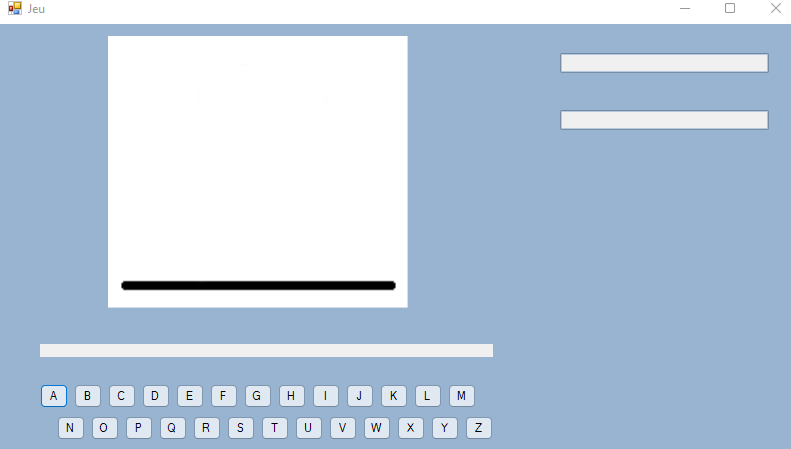 Jeu
A B C D E F G H I J K L M
N O P Q R S T U V W X Y Z